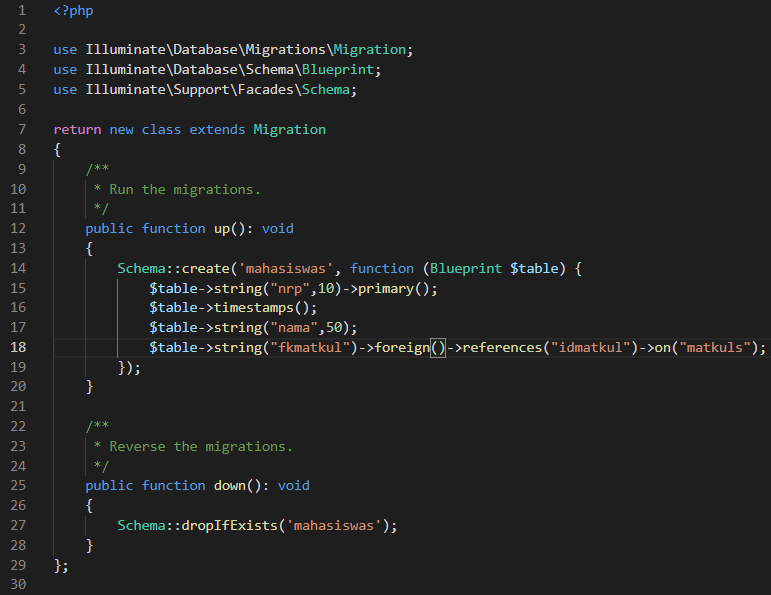 1 <?php
2
3 use Illuminate\Database\Migrations\Migration;
4 use Illuminate\Database\Schema\Blueprint;
5 use Illuminate\Support\Facades\Schema;
6
7 return new class extends Migration
8 {
9     /**
10      * Run the migrations.
11      */
12     public function up(): void
13     {
14         Schema::create('mahasiswas', function (Blueprint $table) {
15             $table->string("nrp",10)->primary();
16             $table->timestamps();
17             $table->string("nama",50);
18             $table->string("fkmatkul")->foreign()->references("idmatkul")->on("matkuls");
19         });
20     }
21
22     /**
23      * Reverse the migrations.
24      */
25     public function down(): void
26     {
27         Schema::dropIfExists('mahasiswas');
28     }
29 };
30